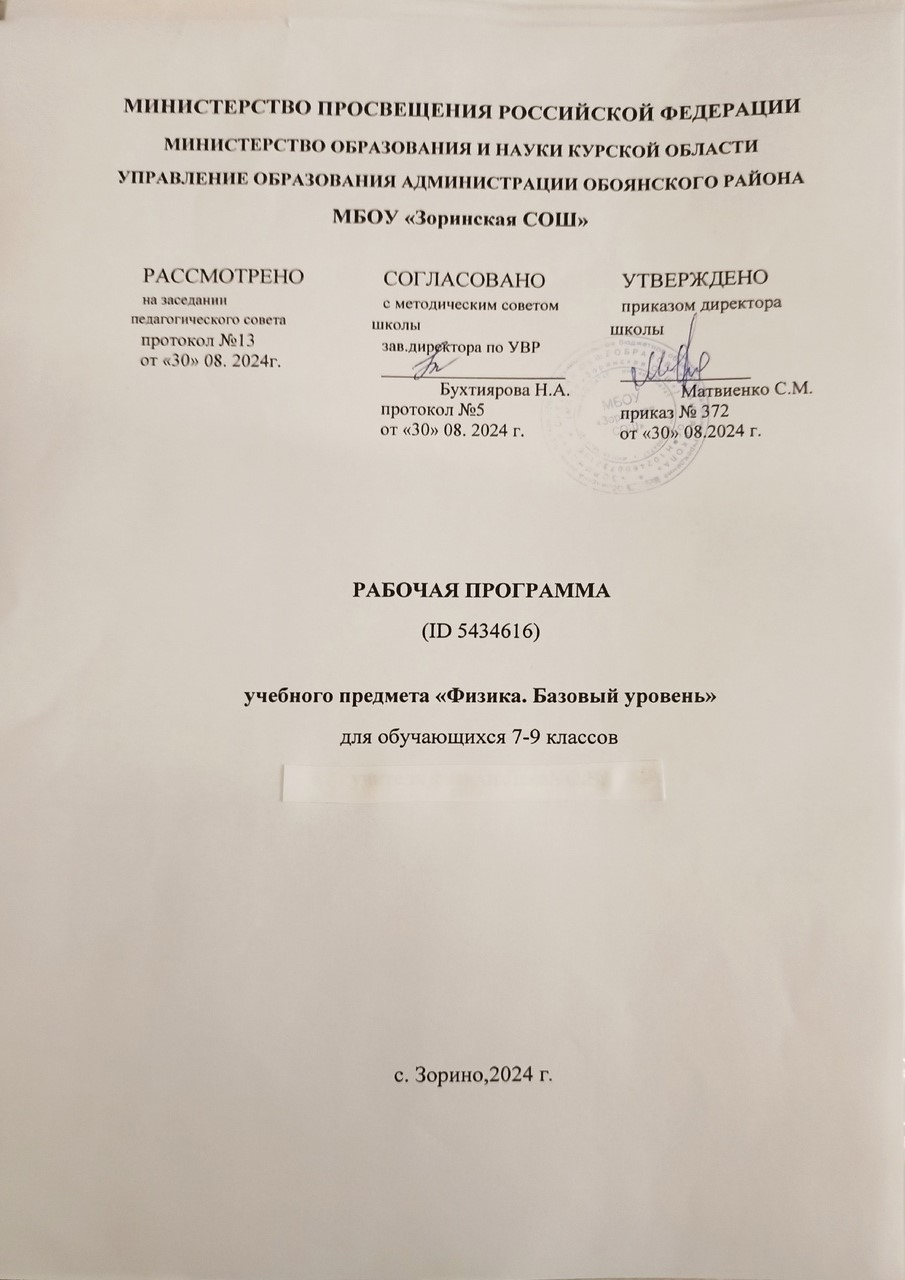 МИНИСТЕРСТВО ПРОСВЕЩЕНИЯ РОССИЙСКОЙ ФЕДЕРАЦИИ
МИНИСТЕРСТВО ОБРАЗОВАНИЯ И НАУКИ КУРСКОЙ ОБЛАСТИ
УПРАВЛЕНИЕ ОБРАЗОВАНИЯ АДМИНИСТРАЦИИ ОБОЯНСКОГО РАЙОНА
МБОУ «Зоринская СОШ»
РАССМОТРЕНО
на заседании
педагогического совета
протокол №13
от «30» 08. 2024г.
СОГЛАСОВАНО
с методическим советом
школы
зав.директора по УВР
Бухтиярова Н.А.
протокол №5
от «30» 08. 2024 г.
УТВЕРЖДЕНО
приказом директора
школы
Матвиенко С.М.
приказ № 372
от «30» 08.2024 г.
МБОУ
СОШ»
РАБОЧАЯ ПРОГРАММА
(ID 5434616)
учебного предмета «Физика. Базовый уровень»
для обучающихся 7-9 классов
с. Зорино,2024 г.